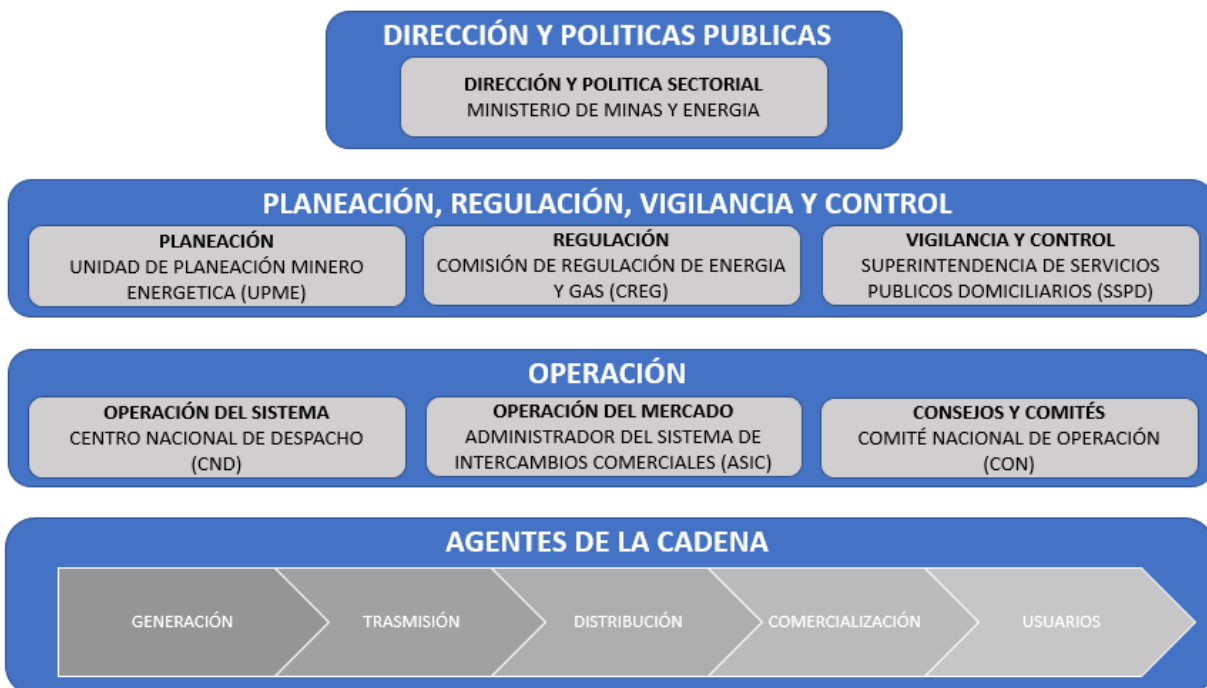 DIRECCIÓN Y POLITICAS PUBLICAS
DIRECCIÓN Y POLITICA SECTORIAL
MINISTERIO DE MINAS Y ENERGIA
PLANEACIÓN, REGULACIÓN, VIGILANCIA Y CONTROL
PLANEACIÓN
UNIDAD DE PLANEACIÓN MINERO
ENERGETICA (UPME)
REGULACIÓN
COMISIÓN DE REGULACIÓN DE ENERGIA
Y GAS (CREG)
VIGILANCIA Y CONTROL
SUPERINTENDENCIA DE SERVICIOS
PUBLICOS DOMICILIARIOS (SSPD)
OPERACIÓN
OPERACIÓN DEL SISTEMA
CENTRO NACIONAL DE DESPACHO
(CND)
OPERACIÓN DEL MERCADO
ADMINISTRADOR DEL SISTEMA DE
INTERCAMBIOS COMERCIALES (ASIC)
CONSEJOS Y COMITÉS
COMITÉ NACIONAL DE OPERACIÓN
(CON)
AGENTES DE LA CADENA
GENERACIÓN
TRASMISIÓN
DISTRIBUCIÓN
COMERCIALIZACIÓN
USUARIOS